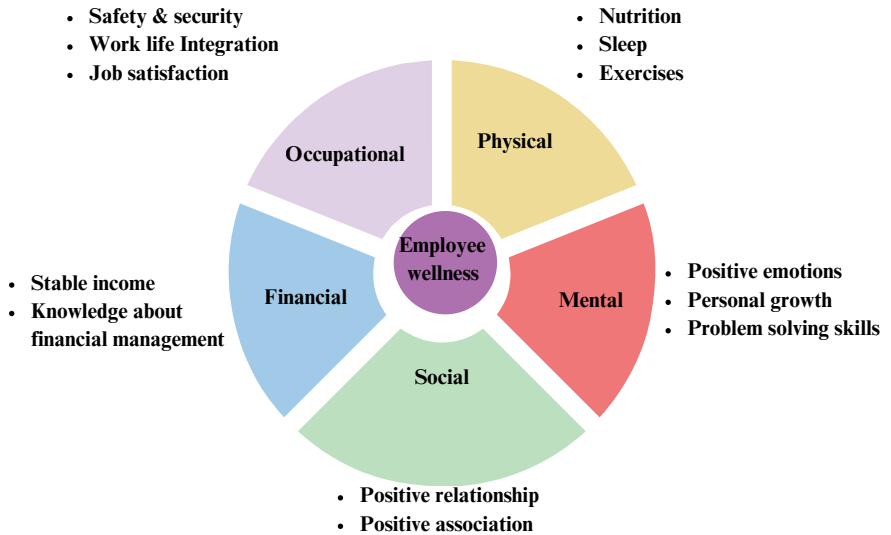 • Safety & security
• Work life Integration
• Job satisfaction
• Nutrition
• Sleep
• Exercises
Occupational
Physical
Employee
wellness
Financial
Mental
Social
• Stable income
• Knowledge about
financial management
• Positive emotions
• Personal growth
• Problem solving skills
• Positive relationship
• Positive association